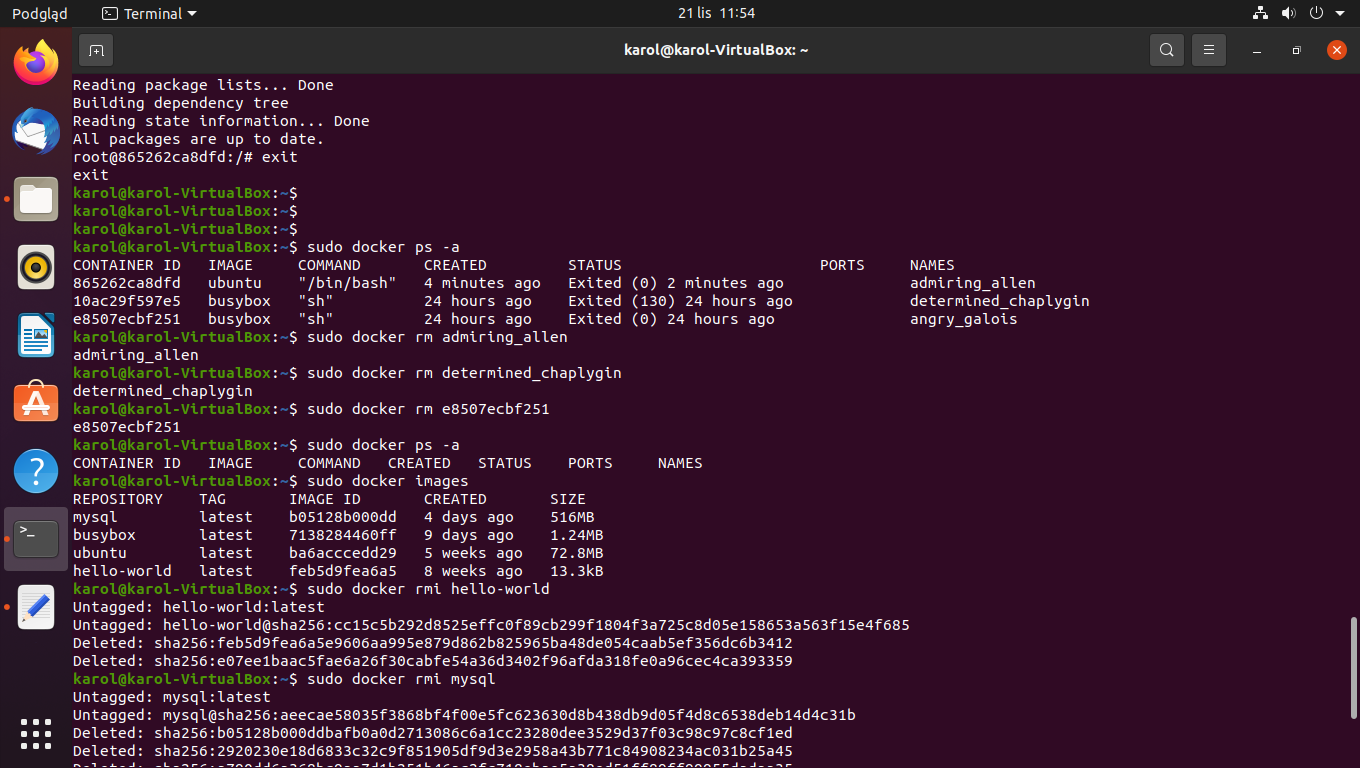 Podgląd
Terminal
21 lis 11:54
karol@karol-VirtualBox: ~
Reading package lists... Done
Building dependency tree
Reading state information... Done
All packages are up to date.
root@865262ca8dfd:/# exit
exit
karol@karol-VirtualBox:~$
karol@karol-VirtualBox:~$
karol@karol-VirtualBox:~$
karol@karol-VirtualBox:~$ sudo docker ps -a
CONTAINER ID   IMAGE     COMMAND       CREATED         STATUS                      PORTS     NAMES
865262ca8dfd   ubuntu    "/bin/bash"   4 minutes ago   Exited (0) 2 minutes ago              admiring_allen
10ac29f597e5   busybox   "sh"          24 hours ago    Exited (130) 24 hours ago             determined_chaplygin
e8507ecbf251   busybox   "sh"          24 hours ago    Exited (0) 24 hours ago               angry_galois
karol@karol-VirtualBox:~$ sudo docker rm admiring_allen
admiring_allen
karol@karol-VirtualBox:~$ sudo docker rm determined_chaplygin
determined_chaplygin
karol@karol-VirtualBox:~$ sudo docker rm e8507ecbf251
e8507ecbf251
karol@karol-VirtualBox:~$ sudo docker ps -a
CONTAINER ID   IMAGE     COMMAND   CREATED   STATUS    PORTS     NAMES
karol@karol-VirtualBox:~$ sudo docker images
REPOSITORY    TAG       IMAGE ID       CREATED       SIZE
mysql         latest    b05128b000dd   4 days ago    516MB
busybox       latest    7138284460ff   9 days ago    1.24MB
ubuntu        latest    ba6acccedd29   5 weeks ago   72.8MB
hello-world   latest    feb5d9fea6a5   8 weeks ago   13.3kB
karol@karol-VirtualBox:~$ sudo docker rmi hello-world
Untagged: hello-world:latest
Untagged: hello-world@sha256:cc15c5b292d8525effc0f89cb299f1804f3a725c8d05e158653a563f15e4f685
Deleted: sha256:feb5d9fea6a5e9606aa995e879d862b825965ba48de054caab5ef356dc6b3412
Deleted: sha256:e07ee1baac5fae6a26f30cabfe54a36d3402f96afda318fe0a96cec4ca393359
karol@karol-VirtualBox:~$ sudo docker rmi mysql
Untagged: mysql:latest
Untagged: mysql@sha256:aeecae58035f3868bf4f00e5fc623630d8b438db9d05f4d8c6538deb14d4c31b
Deleted: sha256:b05128b000ddbafb0a0d2713086c6a1cc23280dee3529d37f03c98c97c8cf1ed
Deleted: sha256:2920230e18d6833c32c9f851905df9d3e2958a43b771c84908234ac031b25a45